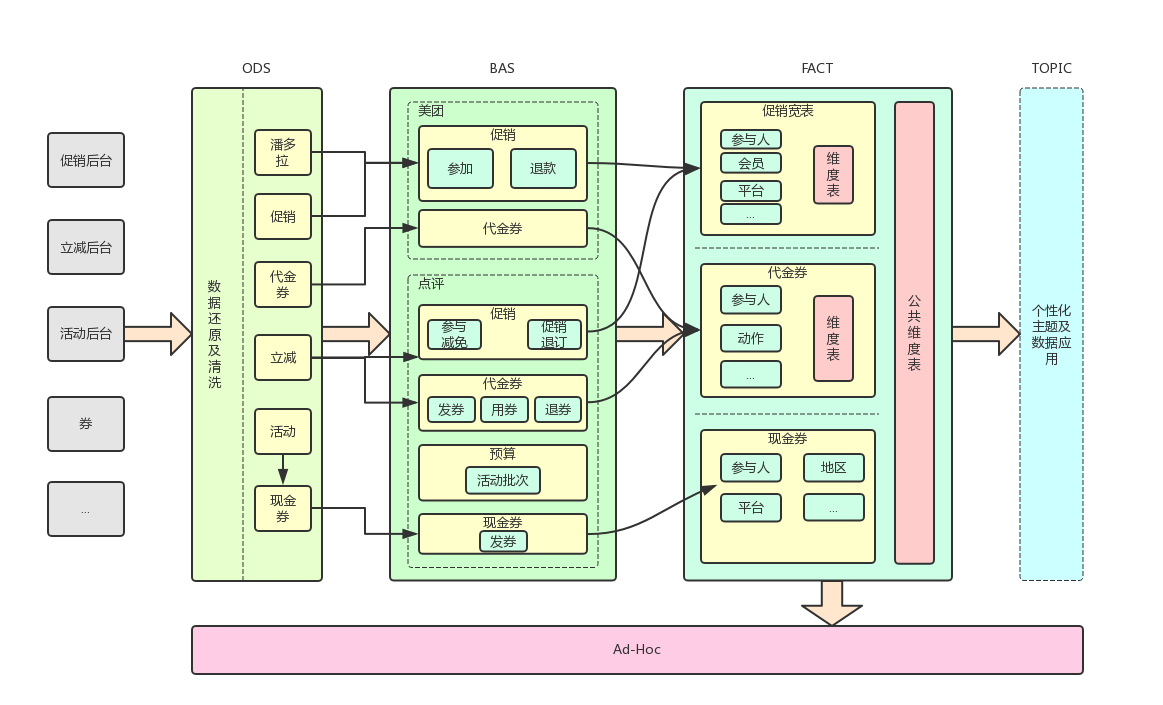 ODS
BAS
FACT
TOPIC
促销后台
立减后台
活动后台
券
...
数
据
还
原
及
清
洗
潘多
拉
促销
代金
券
立减
活动
现金
券
美团
促销
参加
退款
代金券
点评
促销
参与
减免
促销
退订
代金券
发券
用券
退券
预算
活动批次
现金券
发券
促销宽表
参与人
会员
平台
...
维
度
表
代金券
参与人
动作
...
维
度
表
现金券
参与人
地区
平台
...
公
共
维
度
表
个性化
主题及
数据应
用
Ad-Hoc